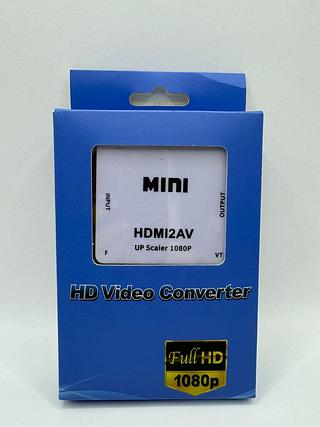 MINI
INPUT
OUTPUT
HDMI2AV
UP Scaler 1080P
F
VT
HD Video Converter
Full HD
1080p